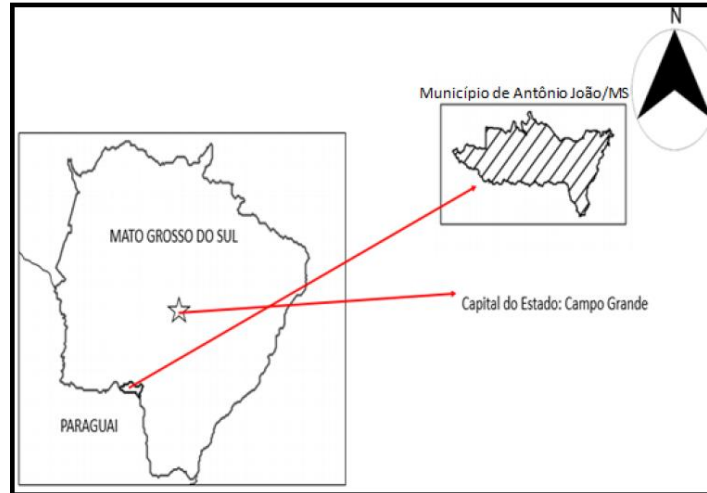 N
Município de Antônio João/MS
MATO GROSSO DO SUL
Capital do Estado: Campo Grande
PARAGUAI